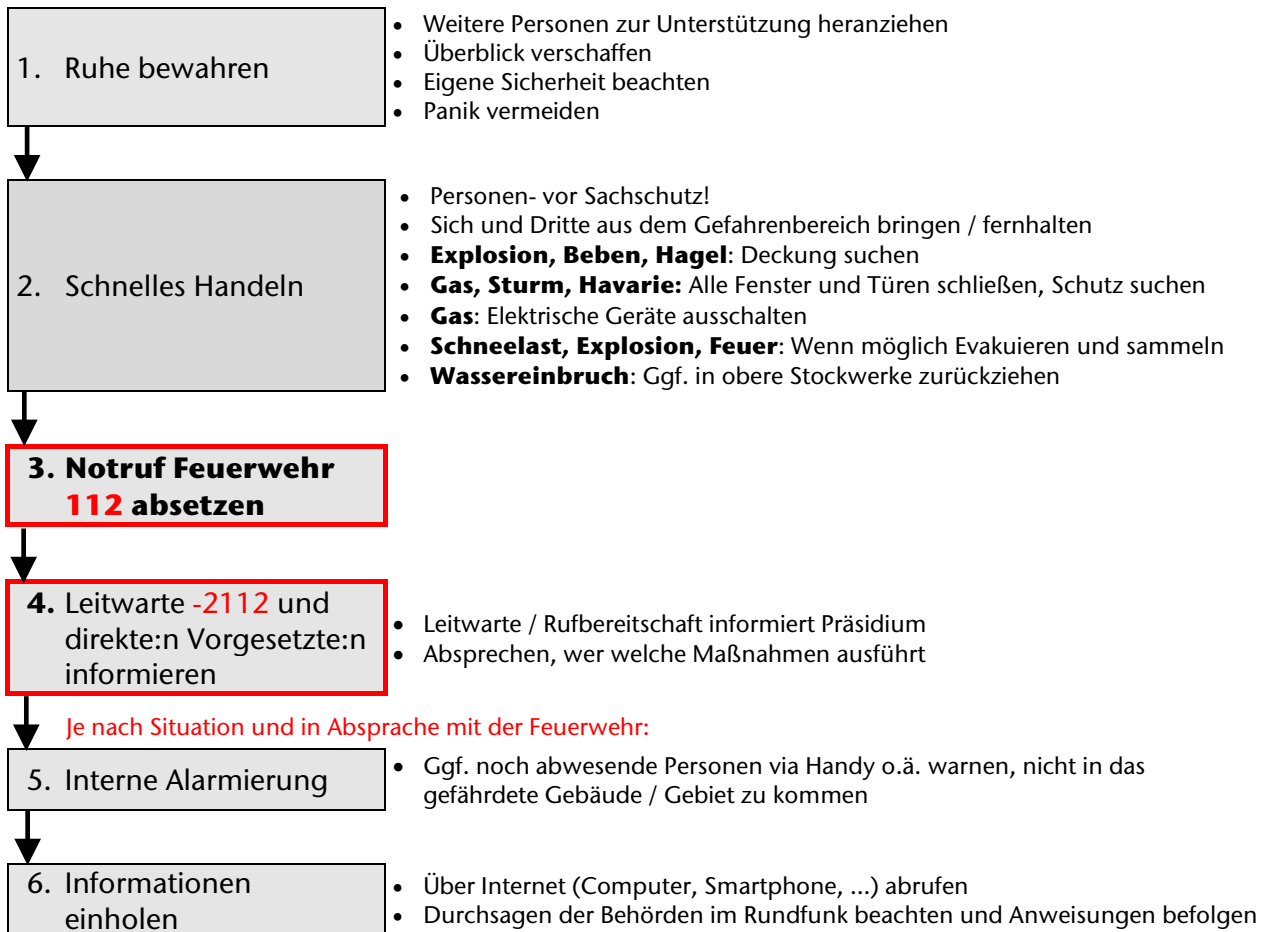 1. Ruhe bewahren
• Weitere Personen zur Unterstützung heranziehen
• Überblick verschaffen
• Eigene Sicherheit beachten
• Panik vermeiden
2. Schnelles Handeln
• Personen- vor Sachschutz!
• Sich und Dritte aus dem Gefahrenbereich bringen / fernhalten
• Explosion, Beben, Hagel: Deckung suchen
• Gas, Sturm, Havarie: Alle Fenster und Türen schließen, Schutz suchen
• Gas: Elektrische Geräte ausschalten
• Schneelast, Explosion, Feuer: Wenn möglich Evakuieren und sammeln
• Wassereinbruch: Ggf. in obere Stockwerke zurückziehen
3. Notruf Feuerwehr
112 absetzen
4. Leitwarte -2112 und
direkte:n Vorgesetzte:n
informieren
• Leitwarte / Rufbereitschaft informiert Präsidium
• Absprechen, wer welche Maßnahmen ausführt
Je nach Situation und in Absprache mit der Feuerwehr:
5. Interne Alarmierung
• Ggf. noch abwesende Personen via Handy o.ä. warnen, nicht in das
gefährdete Gebäude / Gebiet zu kommen
6. Informationen
einholen
• Über Internet (Computer, Smartphone, ...) abrufen
• Durchsagen der Behörden im Rundfunk beachten und Anweisungen befolgen